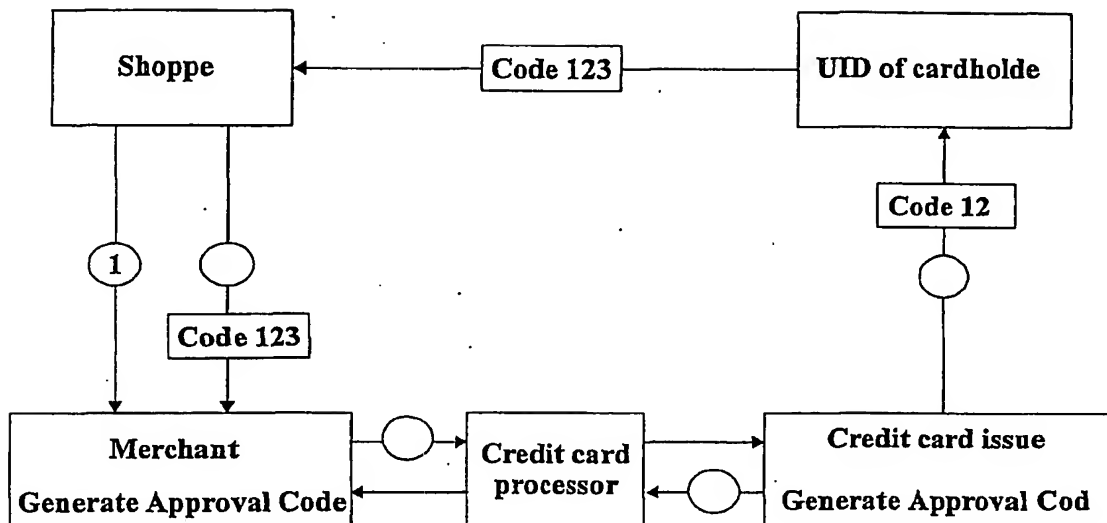 Shoppe
Code 123
UID of cardholde
Code 12
1
Code 123
Merchant
Generate Approval Code
Credit card
processor
Credit card issue
Generate Approval Cod